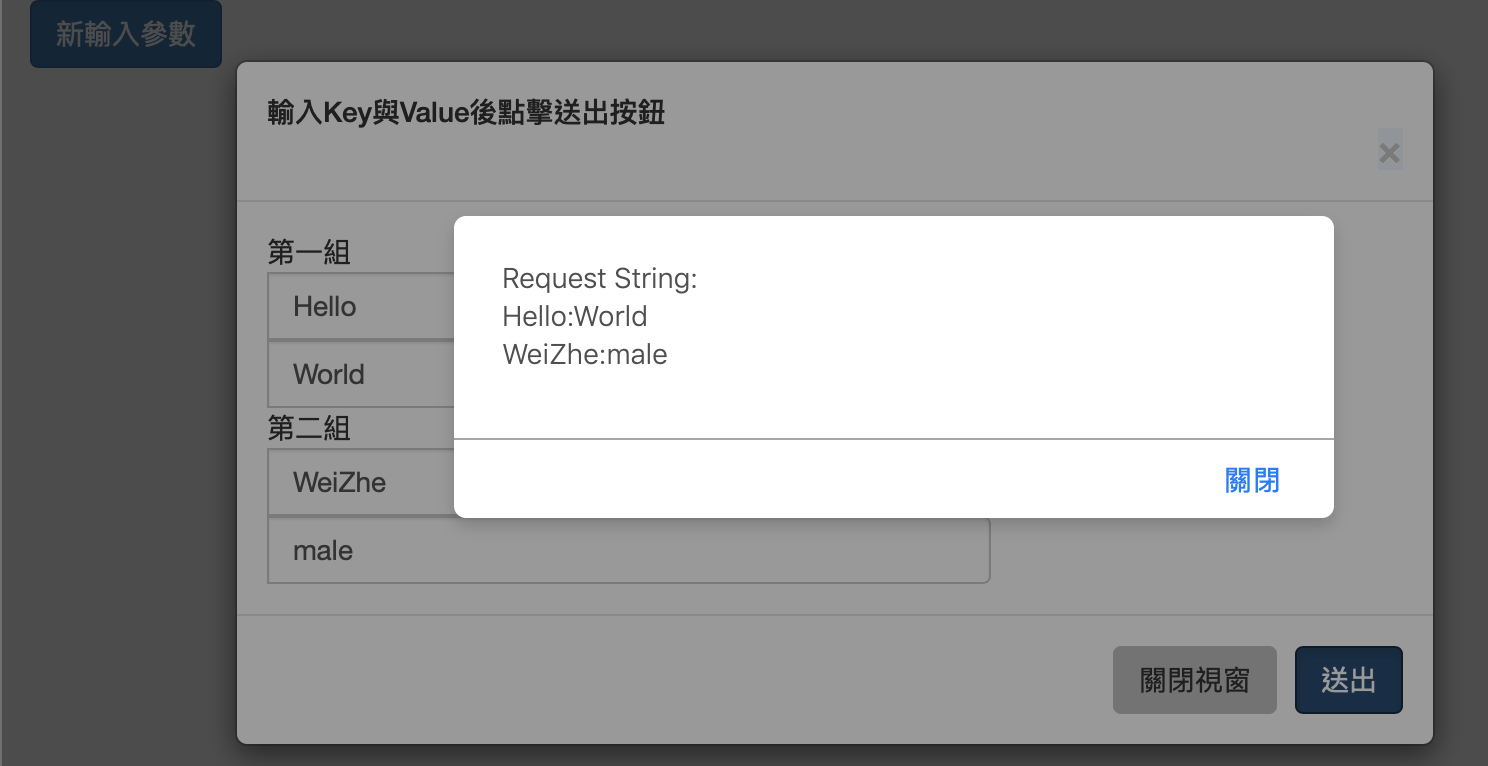 新輸入參數
輸入Key與Value後點擊送出按鈕
×
第一組
Hello
World
第二組
WeiZhe
male
Request String:
Hello:World
WeiZhe:male
關閉
關閉視窗
送出